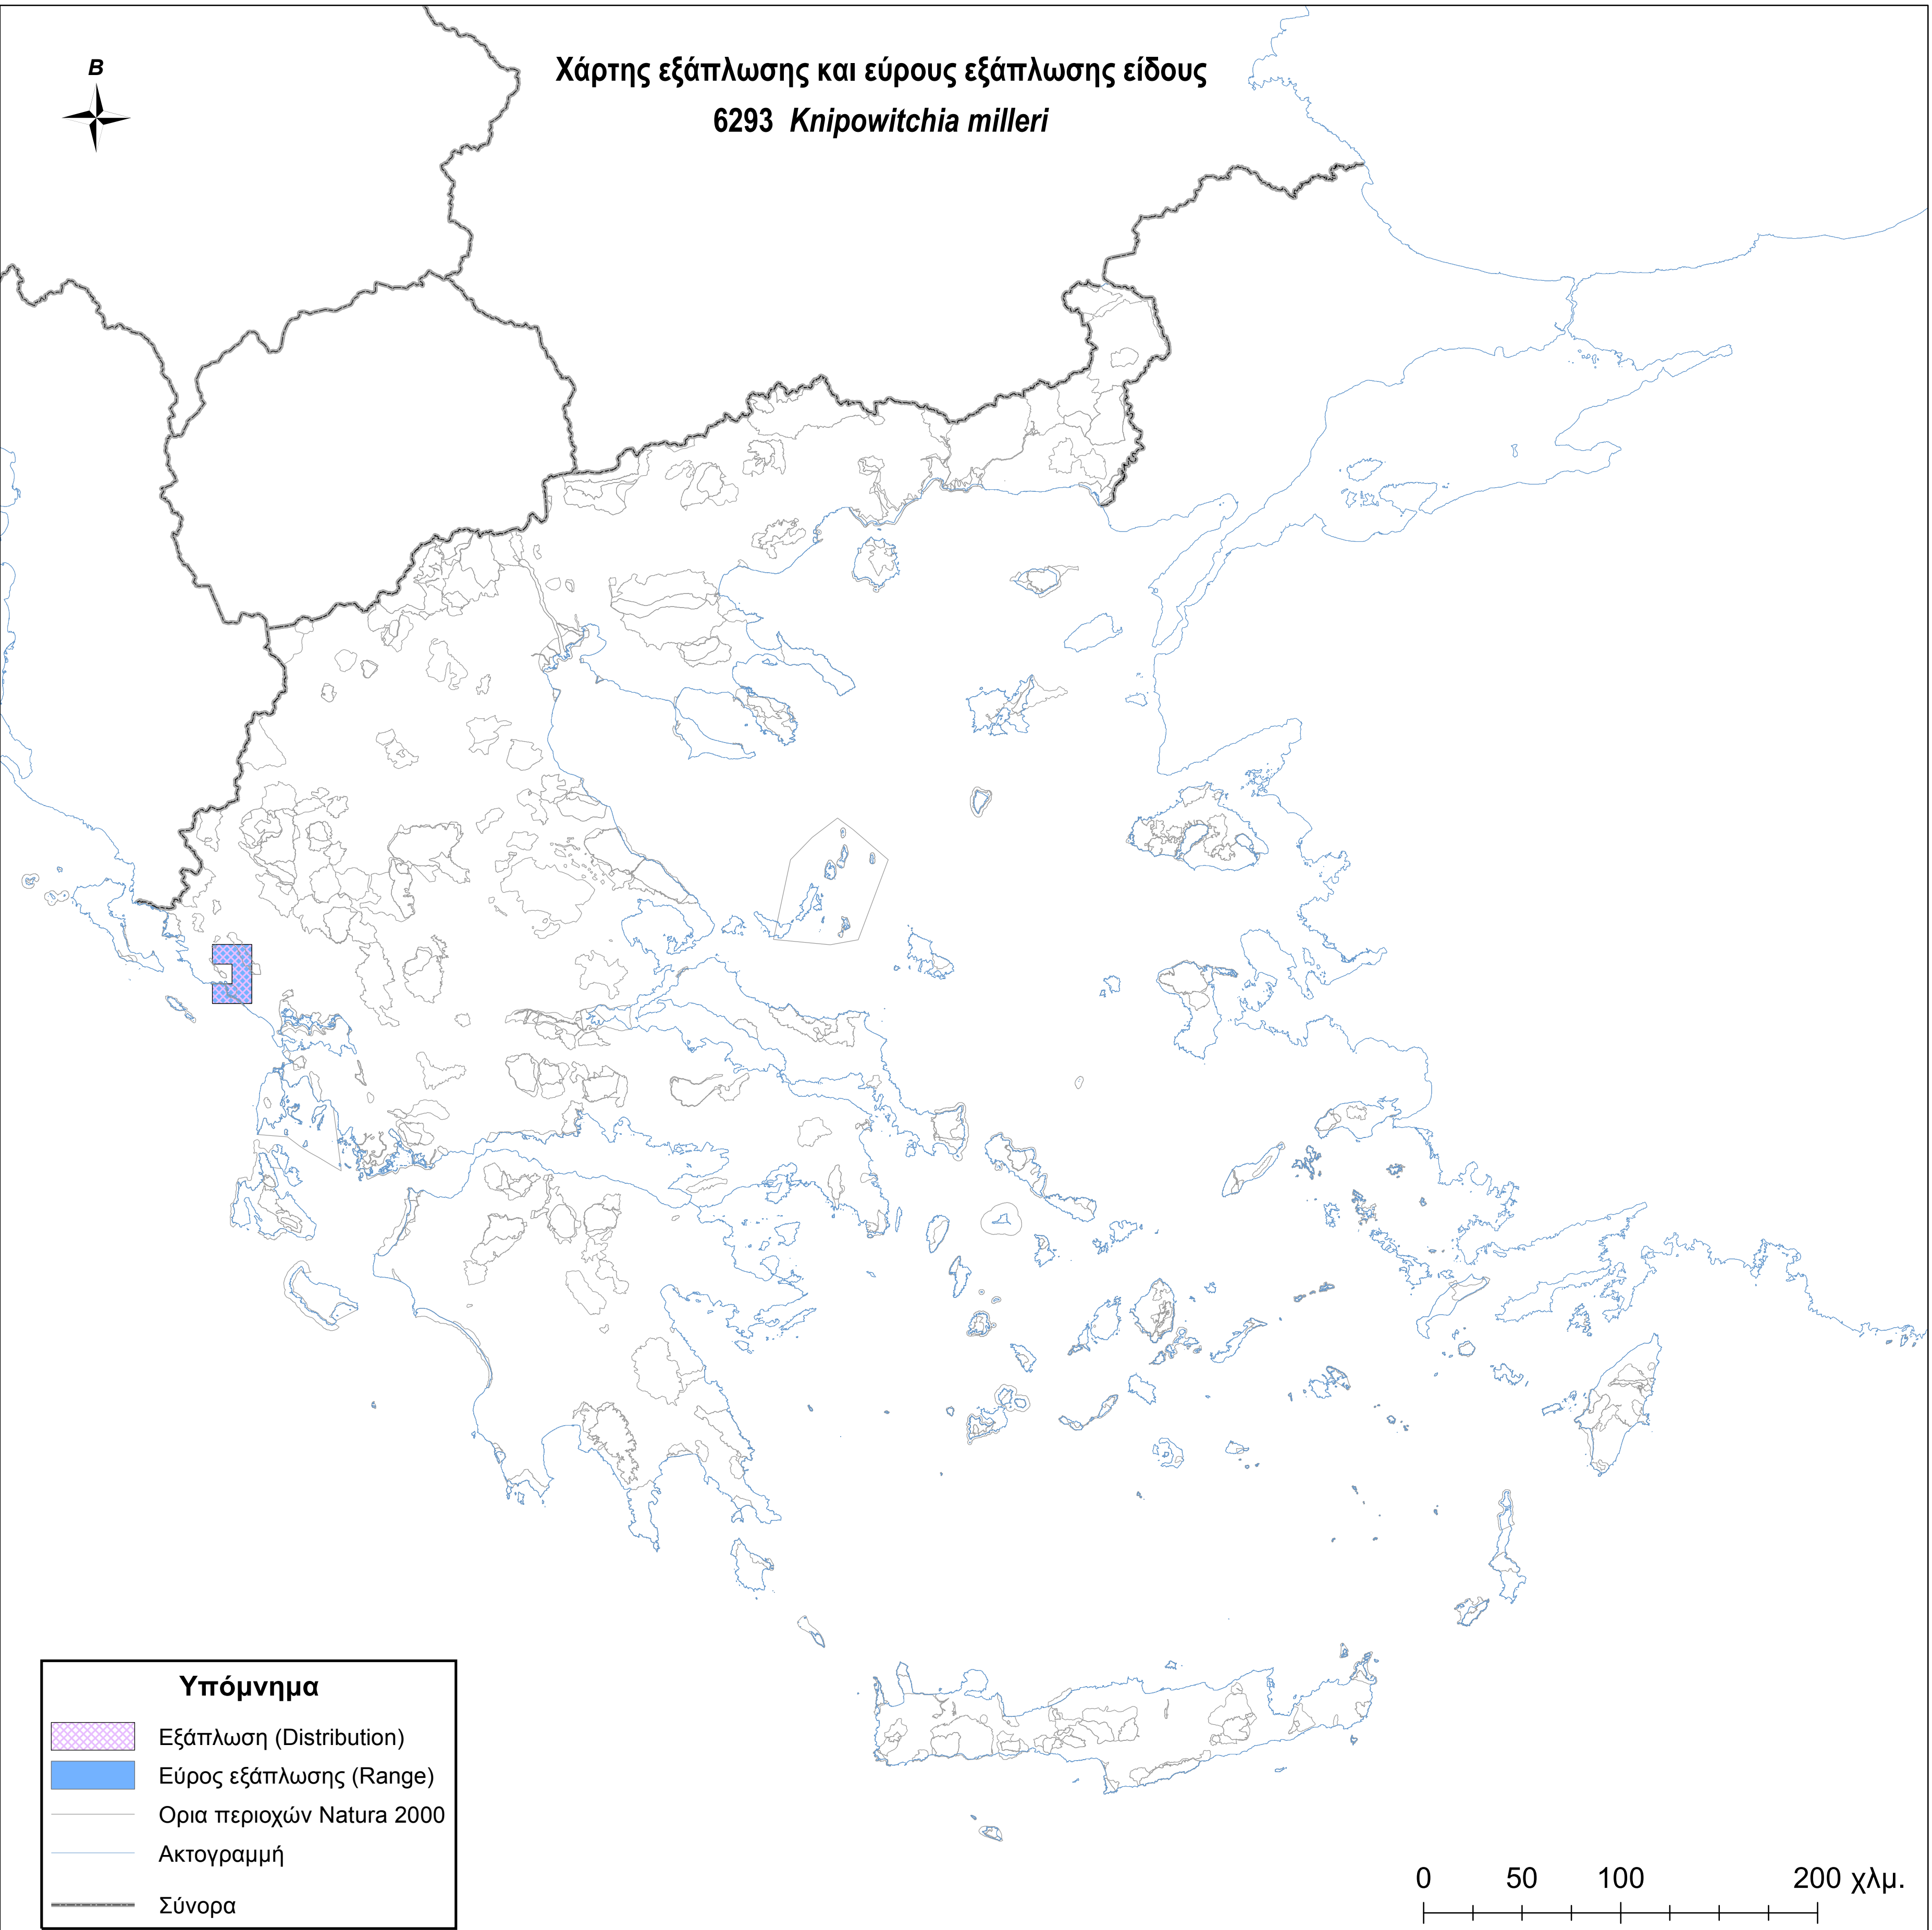 Χάρτης εξάπλωσης και εύρους εξάπλωσης είδους
6293 Knipowitchia milleri
Β
Υπόμνημα
Εξάπλωση (Distribution)
Εύρος εξάπλωσης (Range)
Ορια περιοχών Natura 2000
Ακτογραμμή
Σύνορα
0 50 100 200 χλμ.